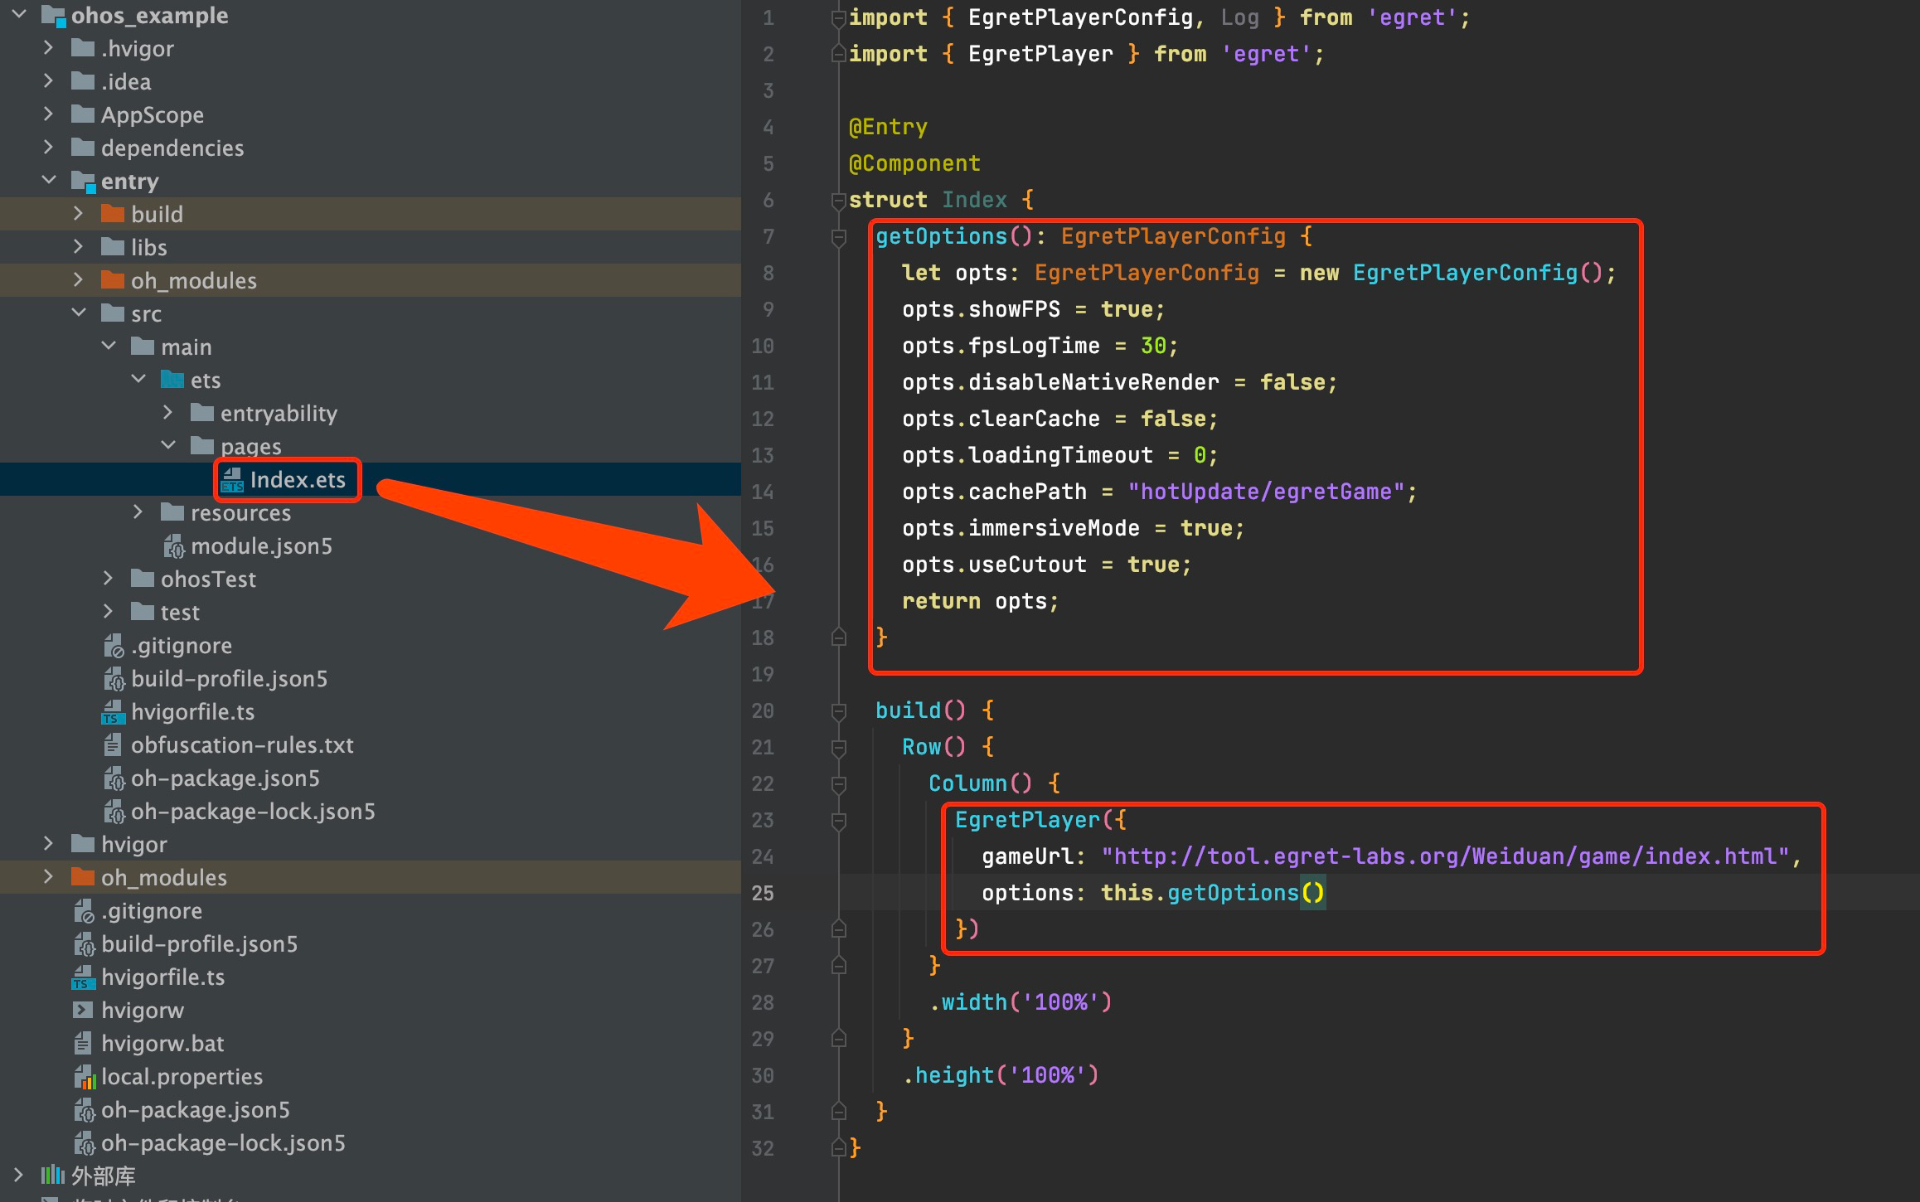 ohos_example
.hvigor
.idea
AppScope
dependencies
entry
build
libs
oh_modules
src
main
ets
entryability
pages
Index.ets
resources
module.json5
ohosTest
test
.gitignore
build-profile.json5
hvigorfile.ts
obfuscation-rules.txt
oh-package.json5
oh-package-lock.json5
hvigor
oh_modules
.gitignore
build-profile.json5
hvigorfile.ts
hvigorw
hvigorw.bat
local.properties
oh-package.json5
oh-package-lock.json5
外部库
1 import { EgretPlayerConfig, Log } from 'egret';
2 import { EgretPlayer } from 'egret';
3
4 @Entry
5 @Component
6 struct Index {
7 getOptions(): EgretPlayerConfig {
8 let opts: EgretPlayerConfig = new EgretPlayerConfig();
9 opts.showFPS = true;
10 opts.fpsLogTime = 30;
11 opts.disableNativeRender = false;
12 opts.clearCache = false;
13 opts.loadingTimeout = 0;
14 opts.cachePath = "hotUpdate/egretGame";
15 opts.immersiveMode = true;
16 opts.useCutout = true;
17 return opts;
18 }
19
20 build() {
21 Row() {
22 Column() {
23 EgretPlayer({
24 gameUrl: "http://tool.egret-labs.org/Weiduan/game/index.html",
25 options: this.getOptions()
26 })
27 }
28 .width('100%')
29 }
30 .height('100%')
31 }
32 }